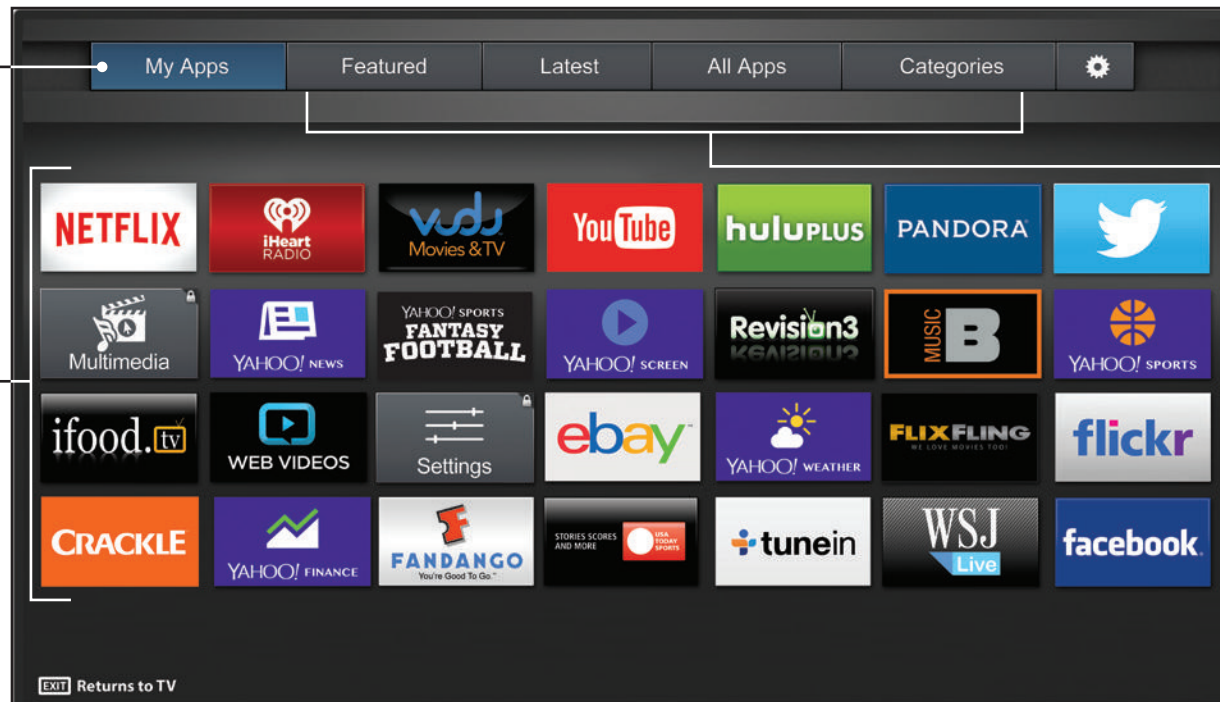 My Apps
Featured
Latest
All Apps
Categories
NETFLIX
iHeart
RADIO
vudu
Movies & TV
YouTube
huluPLUS
PANDORA
Multimedia
YAHOO! NEWS
YAHOO! SPORTS
FANTASY
FOOTBALL
YAHOO! SCREEN
Revision3
MUSIC B
YAHOO! SPORTS
ifood.tv
WEB VIDEOS
Settings
ebay™
YAHOO! WEATHER
FLIXFLING
WE LOVE MOVIES TOO!
flickr
CRACKLE
YAHOO! FINANCE
F
FANDANGO
You're Good To Go.™
STORIES SCORES
AND MORE
USA
TODAY
SPORTS
tunein
WSJ
Live
facebook
EXIT Returns to TV